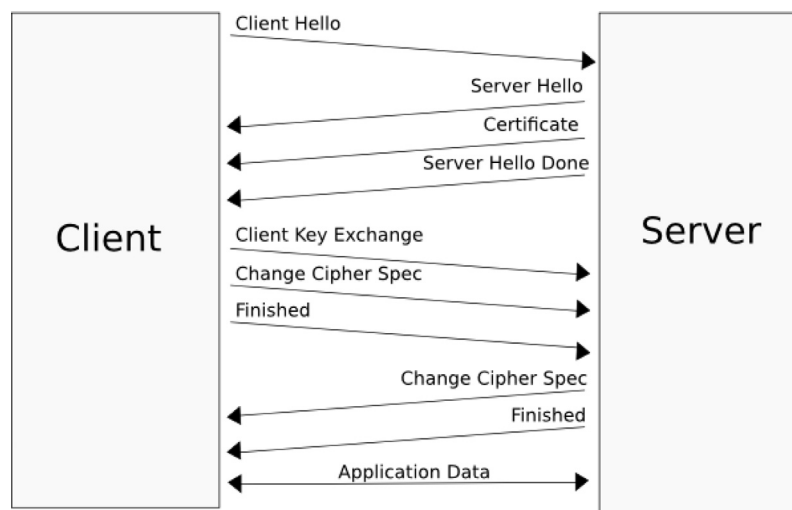 Client Hello
Server Hello
Certificate
Server Hello Done
Client
Server
Client Key Exchange
Change Cipher Spec
Finished
Change Cipher Spec
Finished
Application Data